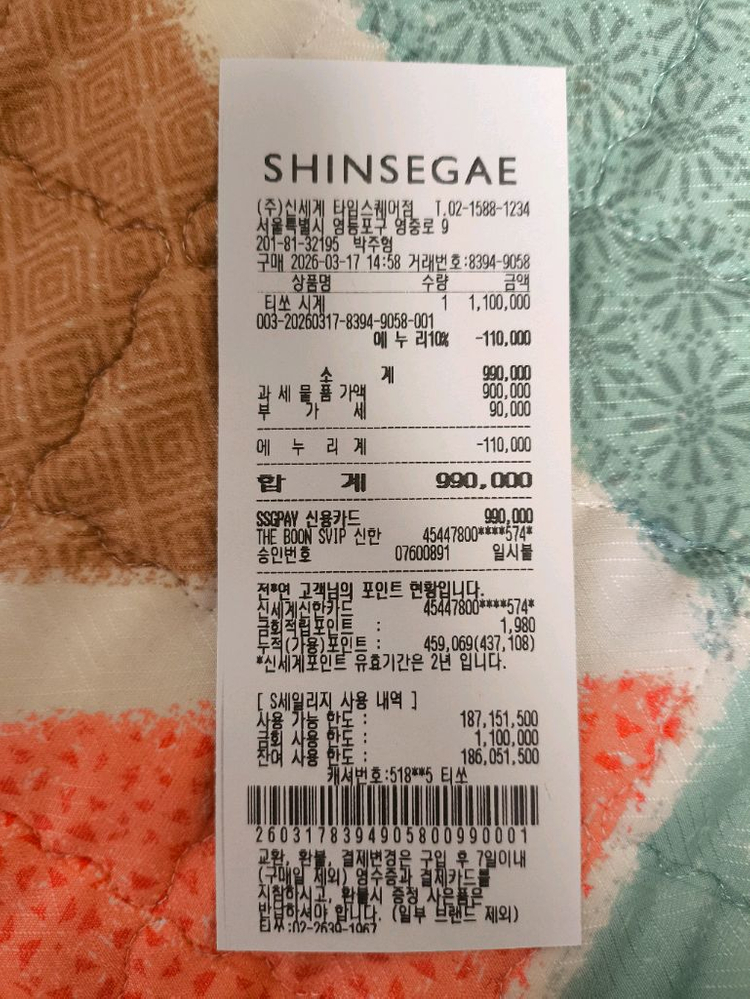 SHINSEGAE
(주)신세계 타임스퀘어점 T.02-1588-1234
서울특별시 영등포구 영중로 9
201-81-32195 박주형
구매 2026-03-17 14:58 거래번호:8394-9058
상품명 수량 금액
티쏘 시계 1 1,100,000
003-20260317-8394-9058-001
에누리10% -110,000
소 계 990,000
과세물품가액 900,000
부 가 세 90,000
에 누 리 계 -110,000
합 계 990,000
SSGPAY 신용카드 990,000
THE BOON SVIP 신한 45447800****574*
승인번호 07600891 일시불
전*연 고객님의 포인트 현황입니다.
신세계신한카드 45447800****574*
금회적립포인트 : 1,980
누적(가용)포인트 : 459,069(437,108)
*신세계포인트 유효기간은 2년 입니다.
[ S세일리지 사용 내역 ]
사용 가능 한도 : 187,151,500
금회 사용 한도 : 1,100,000
잔여 사용 한도 : 186,051,500
캐셔번호:518**5 티쏘
260317839490580099​0001
교환, 환불, 결제변경은 구입 후 7일이내
(구매일 제외) 영수증과 결제카드를
지참하시고, 환불시 증정 사은품은
반납하셔야 합니다. (일부 브랜드 제외)
티쏘:02-2639-1967